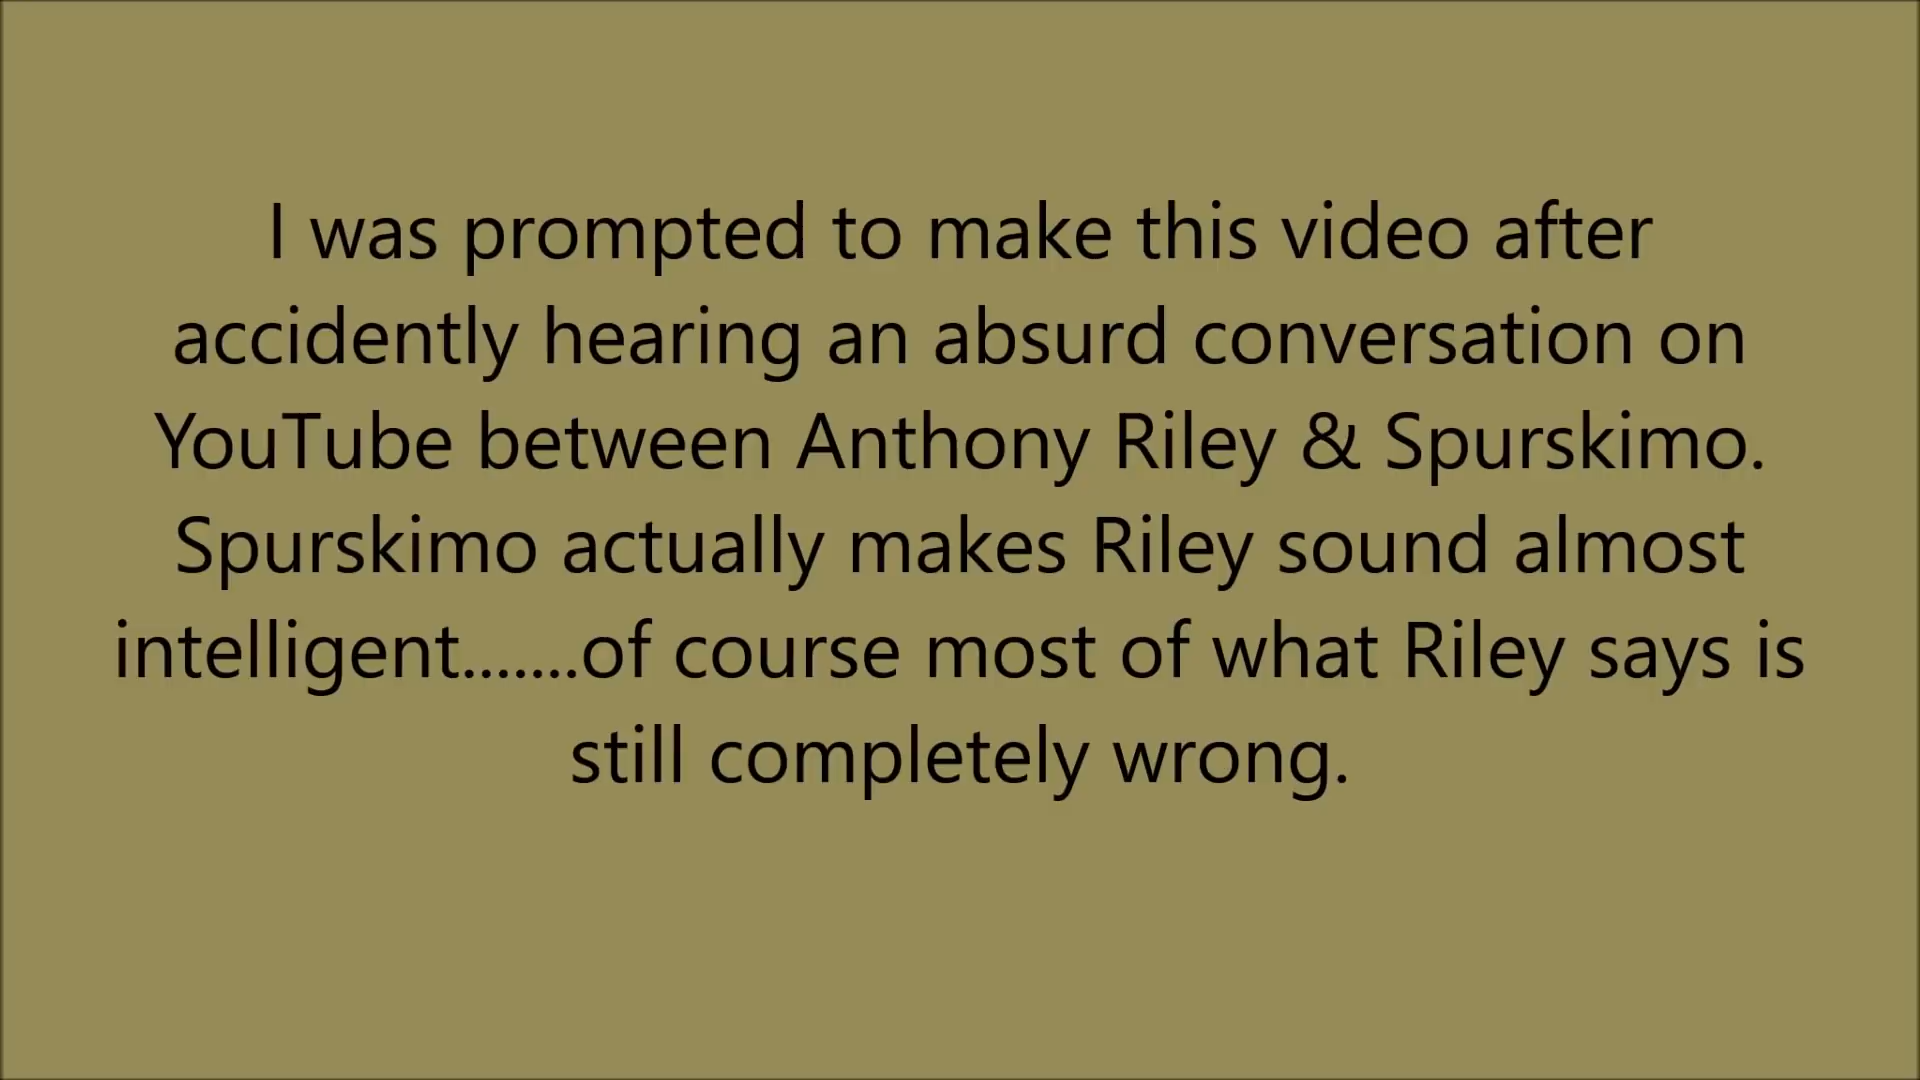 I was prompted to make this video after
accidently hearing an absurd conversation on
YouTube between Anthony Riley & Spurskimo.
Spurskimo actually makes Riley sound almost
intelligent.......of course most of what Riley says is
still completely wrong.